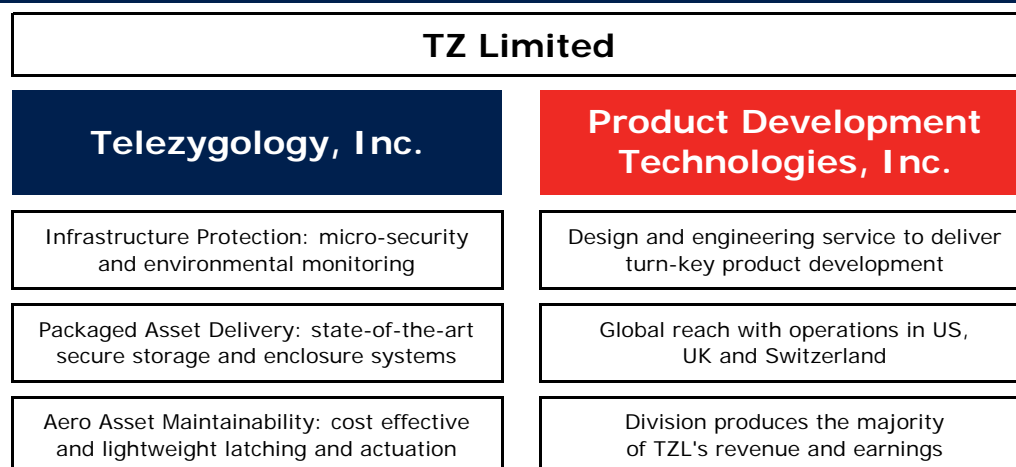 TZ Limited
Telezygology, Inc.
Infrastructure Protection: micro-security
and environmental monitoring
Packaged Asset Delivery: state-of-the-art
secure storage and enclosure systems
Aero Asset Maintainability: cost effective
and lightweight latching and actuation
Product Development
Technologies, Inc.
Design and engineering service to deliver
turn-key product development
Global reach with operations in US,
UK and Switzerland
Division produces the majority
of TZL's revenue and earnings